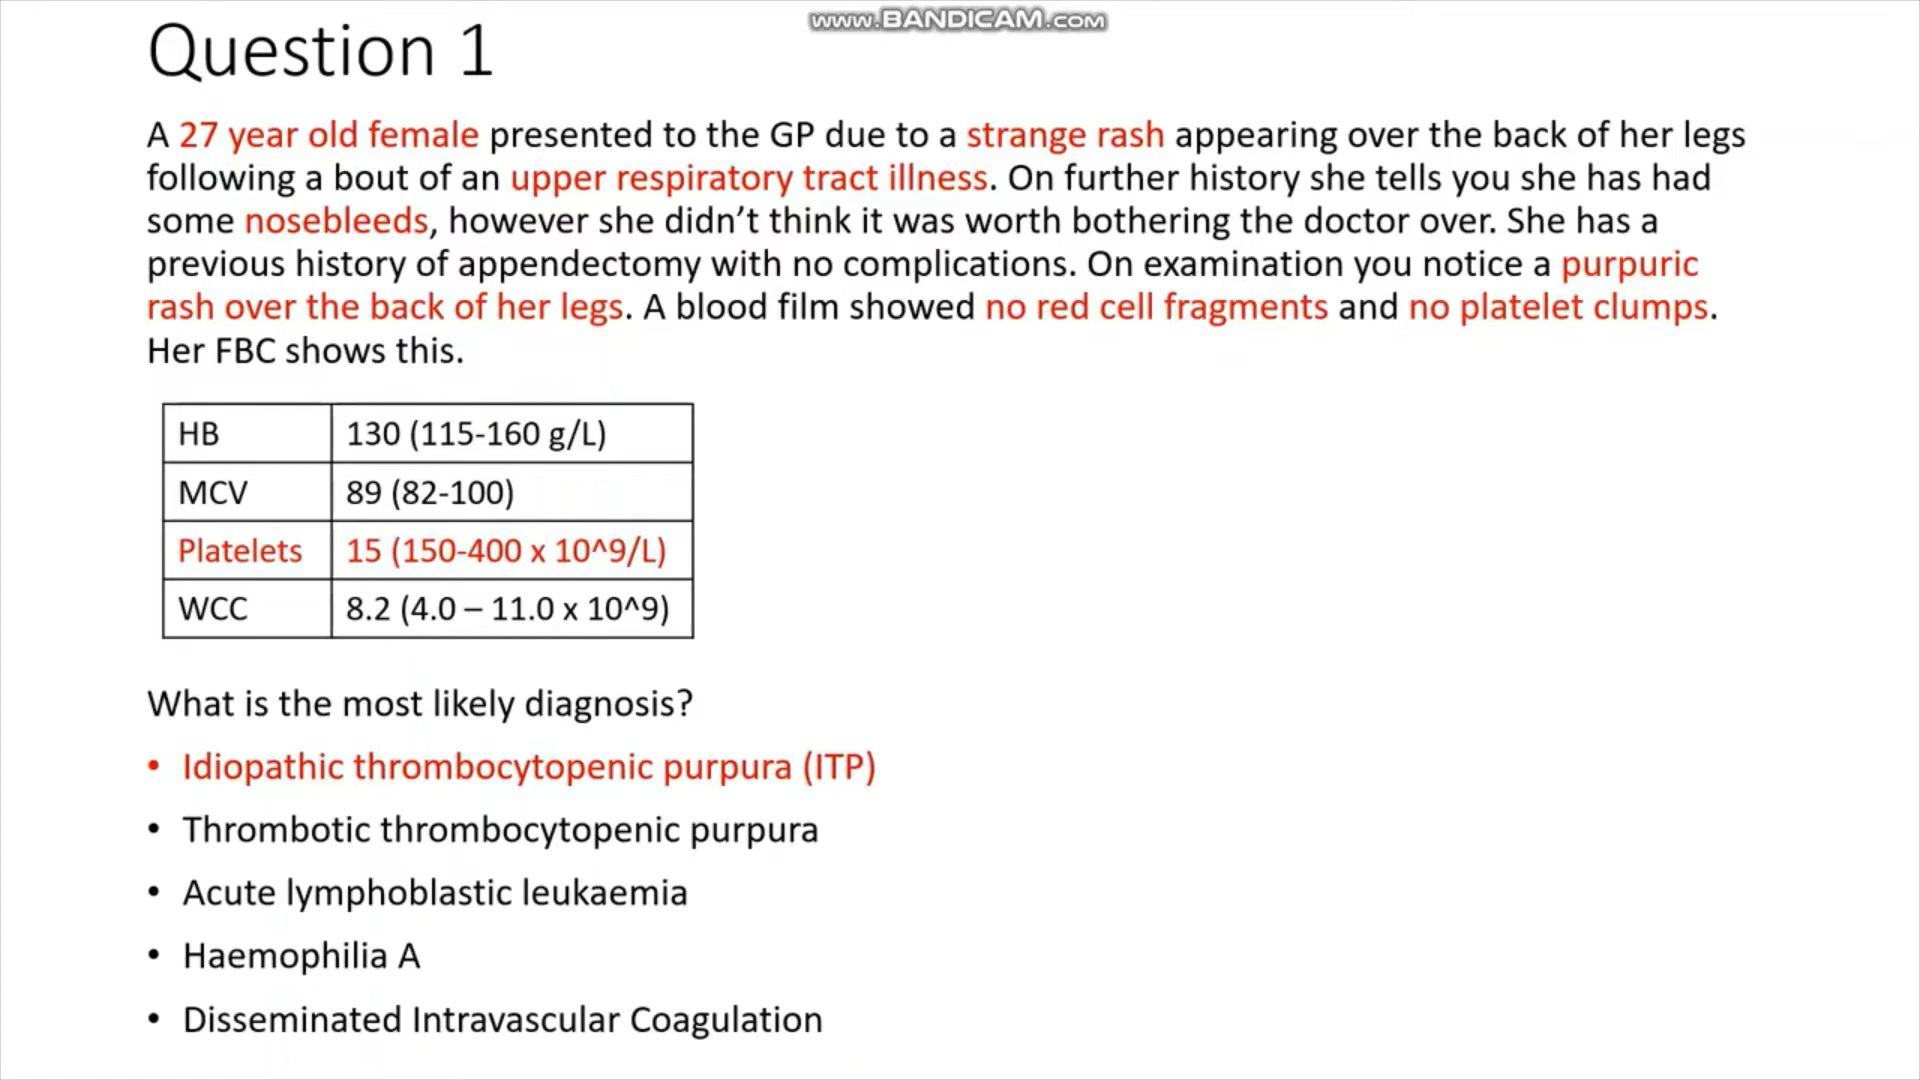 www.BANDICAM.com
Question 1
A 27 year old female presented to the GP due to a strange rash appearing over the back of her legs
following a bout of an upper respiratory tract illness. On further history she tells you she has had
some nosebleeds, however she didn’t think it was worth bothering the doctor over. She has a
previous history of appendectomy with no complications. On examination you notice a purpuric
rash over the back of her legs. A blood film showed no red cell fragments and no platelet clumps.
Her FBC shows this.
HB 130 (115-160 g/L)
MCV 89 (82-100)
Platelets 15 (150-400 x 10^9/L)
WCC 8.2 (4.0 – 11.0 x 10^9)
What is the most likely diagnosis?
• Idiopathic thrombocytopenic purpura (ITP)
• Thrombotic thrombocytopenic purpura
• Acute lymphoblastic leukaemia
• Haemophilia A
• Disseminated Intravascular Coagulation